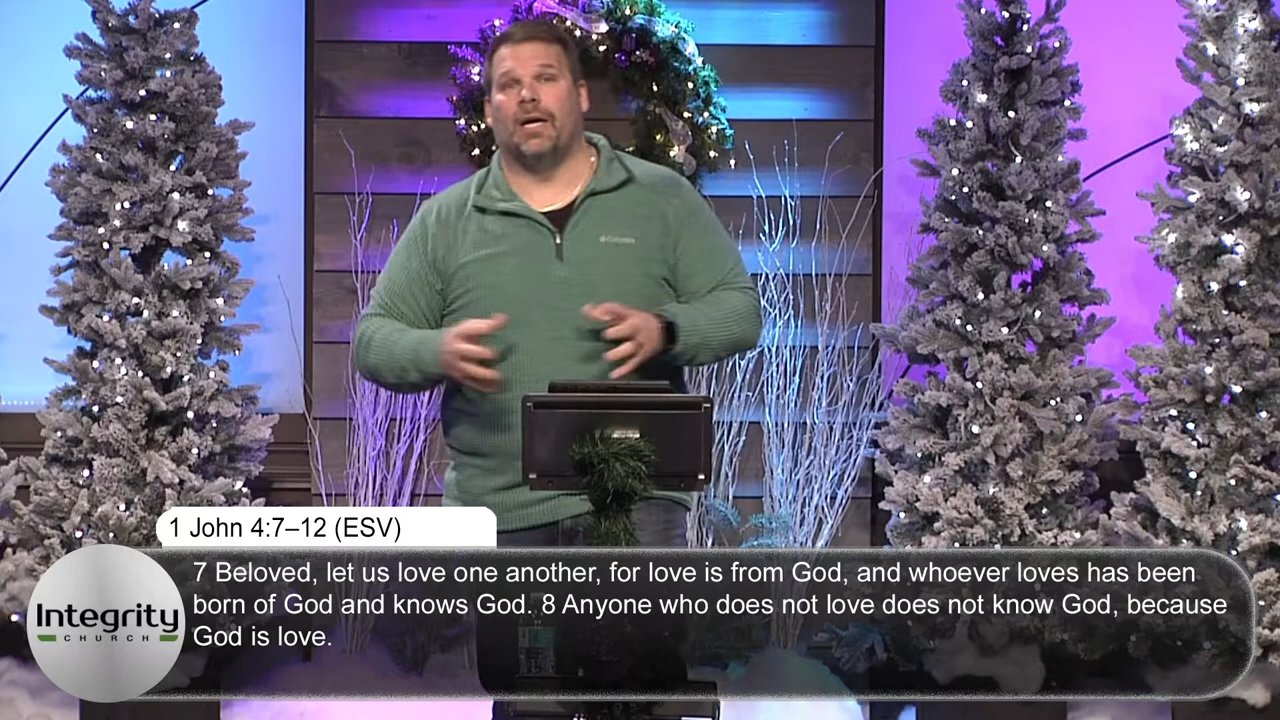 Columbia
1 John 4:7–12 (ESV)
7 Beloved, let us love one another, for love is from God, and whoever loves has been
born of God and knows God. 8 Anyone who does not love does not know God, because
God is love.
Integrity
CHURCH